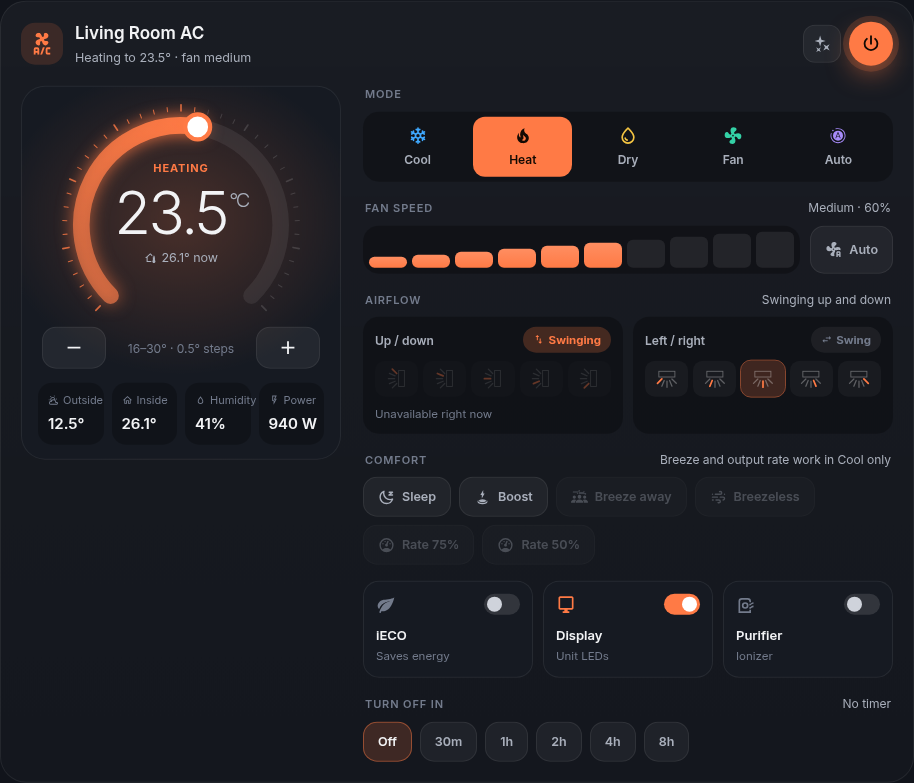 A/C
Living Room AC
Heating to 23.5° · fan medium
HEATING
23.5°C
26.1° now
16–30° · 0.5° steps
Outside
12.5°
Inside
26.1°
Humidity
41%
Power
940 W
MODE
Cool
Heat
Dry
Fan
A
Auto
FAN SPEED
Medium · 60%
A
Auto
AIRFLOW
Swinging up and down
Up / down
Swinging
Unavailable right now
Left / right
Swing
COMFORT
Breeze and output rate work in Cool only
Sleep
Boost
Breeze away
Breezeless
Rate 75%
Rate 50%
iECO
Saves energy
Display
Unit LEDs
Purifier
Ionizer
TURN OFF IN
No timer
Off
30m
1h
2h
4h
8h